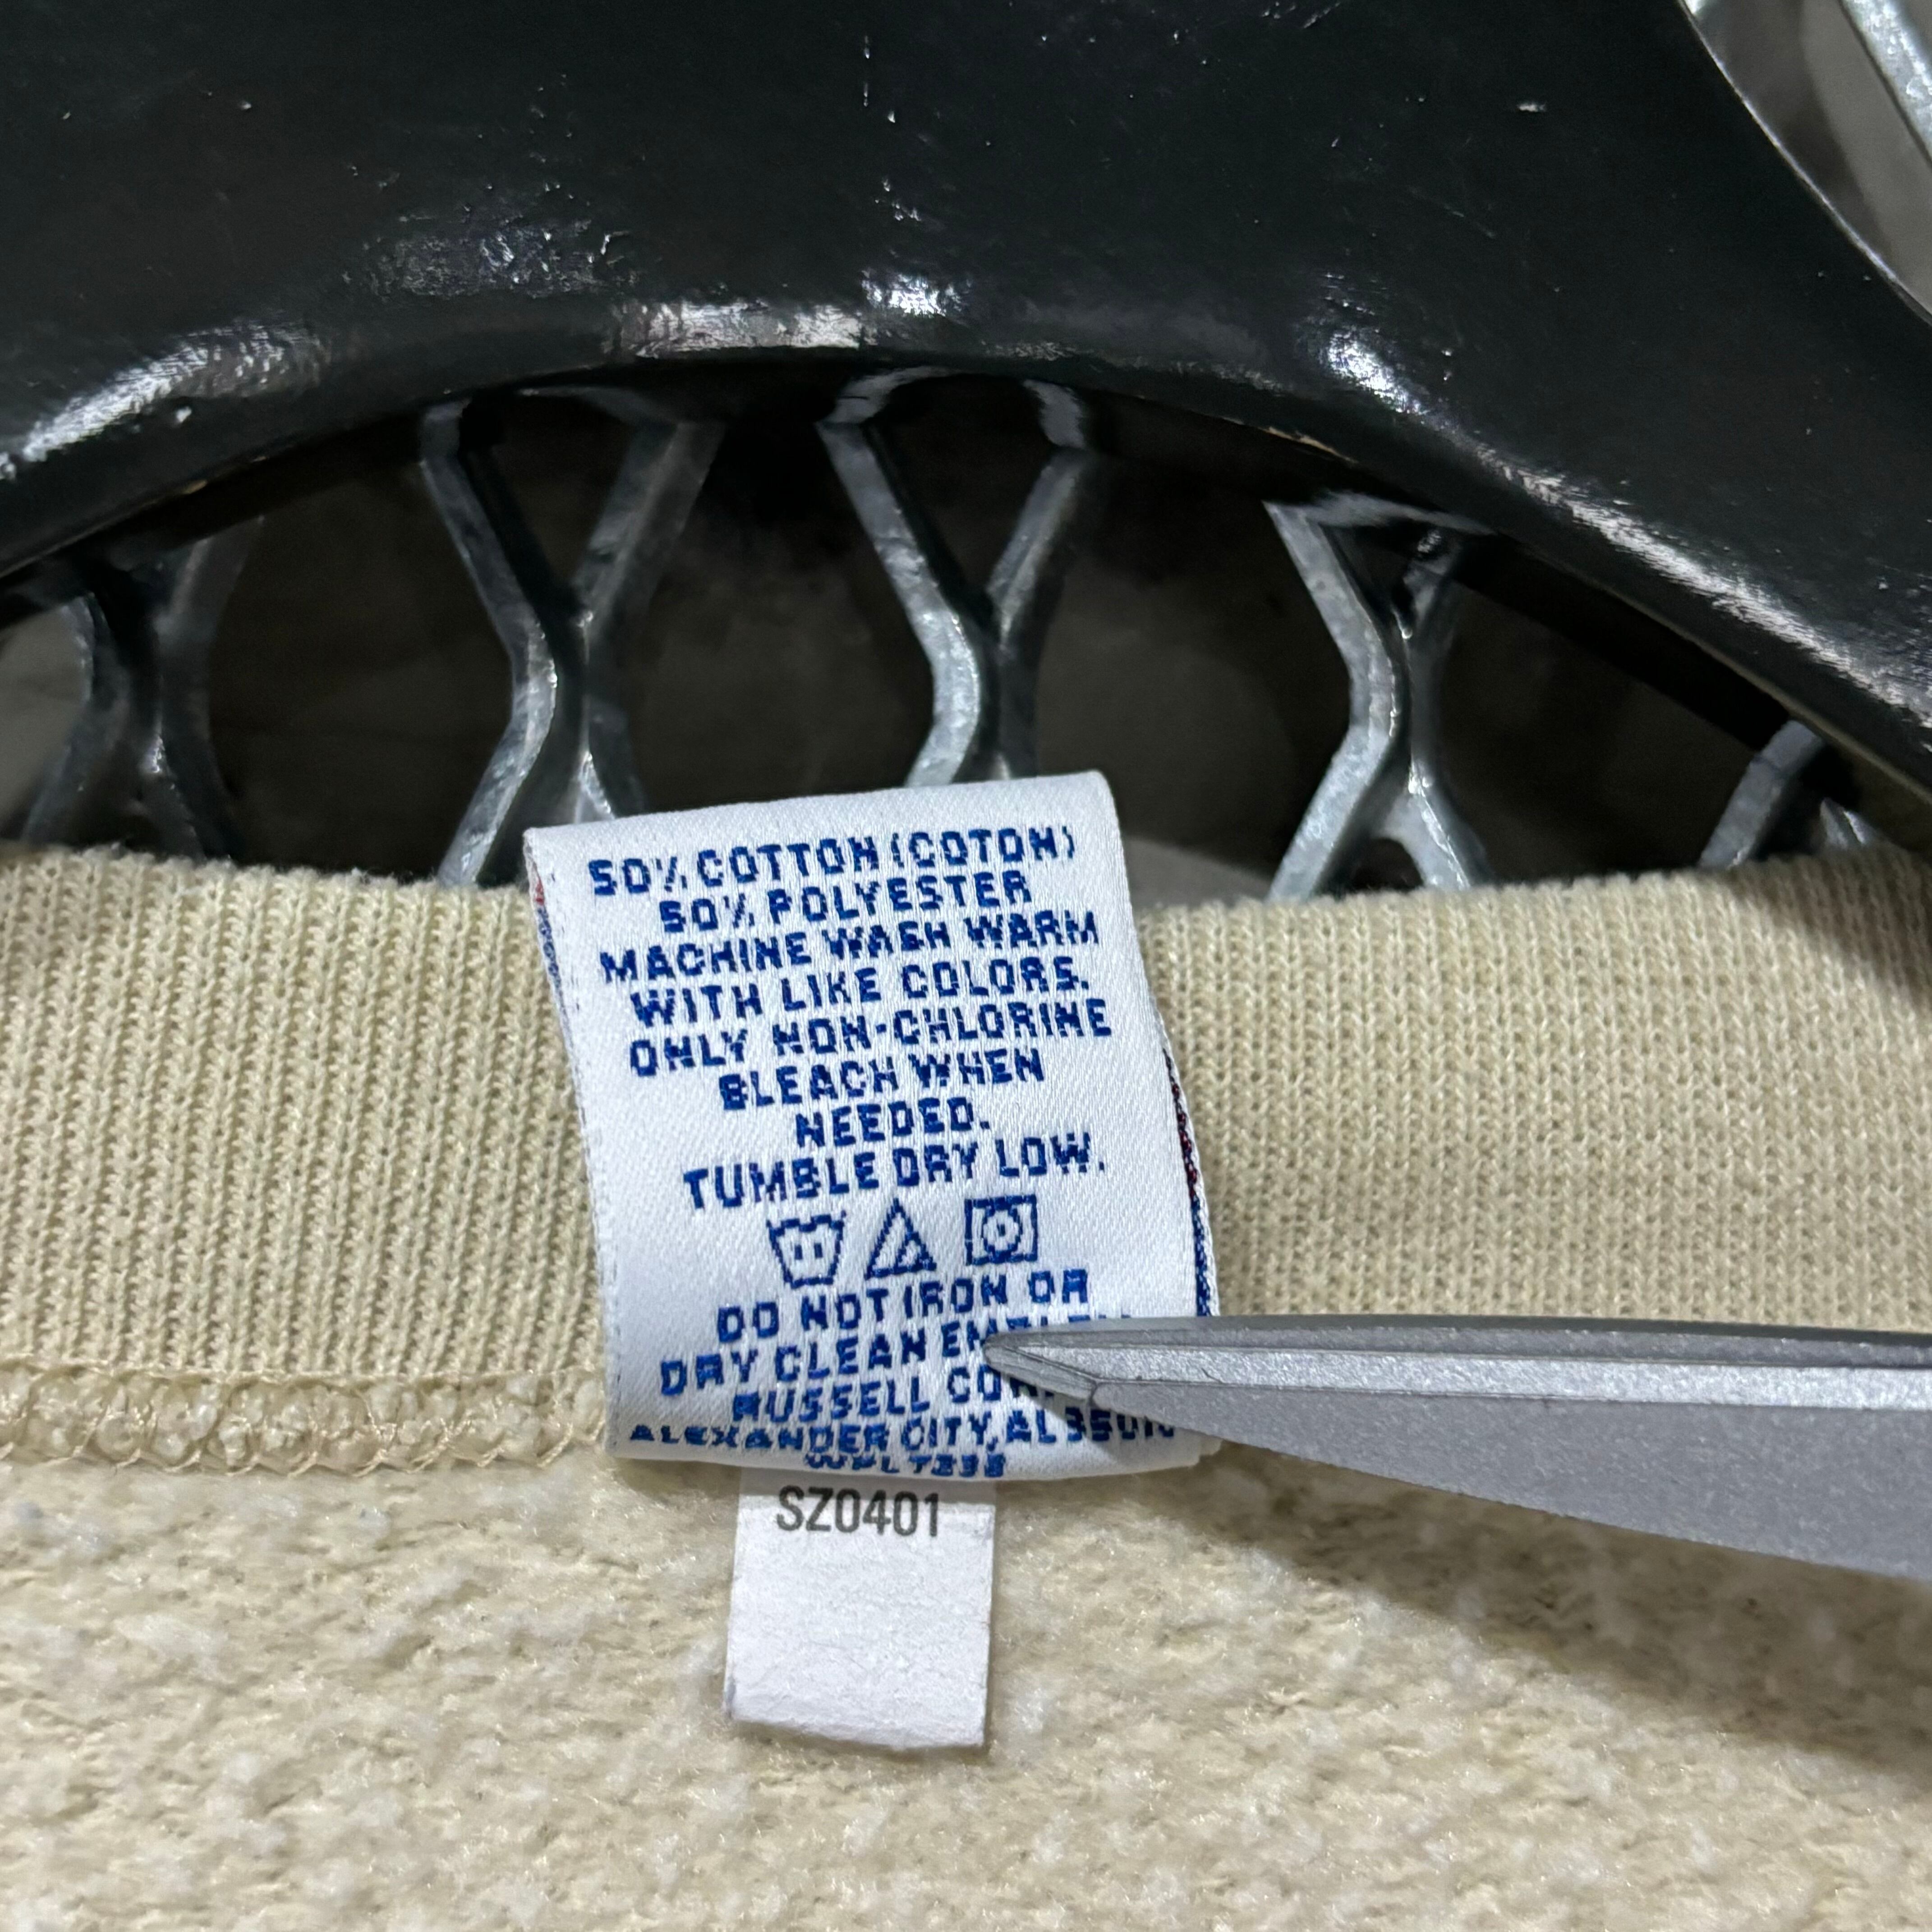 50% COTTON (COTON)
50% POLYESTER
MACHINE WASH WARM
WITH LIKE COLORS.
ONLY NON-CHLORINE
BLEACH WHEN
NEEDED.
TUMBLE DRY LOW.
DO NOT IRON OR
DRY CLEAN
RUSSELL
ALEXANDER CITY, AL
SZ0401